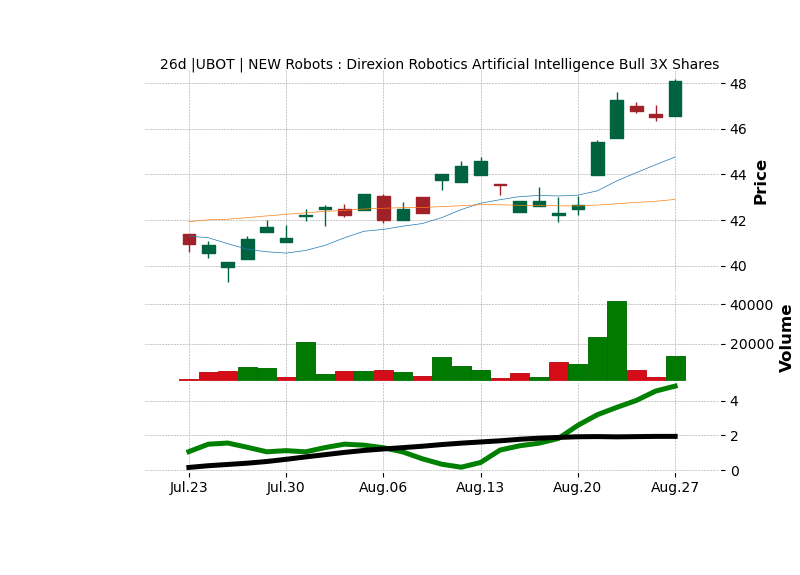 26d |UBOT | NEW Robots : Direxion Robotics Artificial Intelligence Bull 3X Shares
48
46
44
42
40
Price
40000
20000
Volume
4
2
0
Jul.23 Jul.30 Aug.06 Aug.13 Aug.20 Aug.27